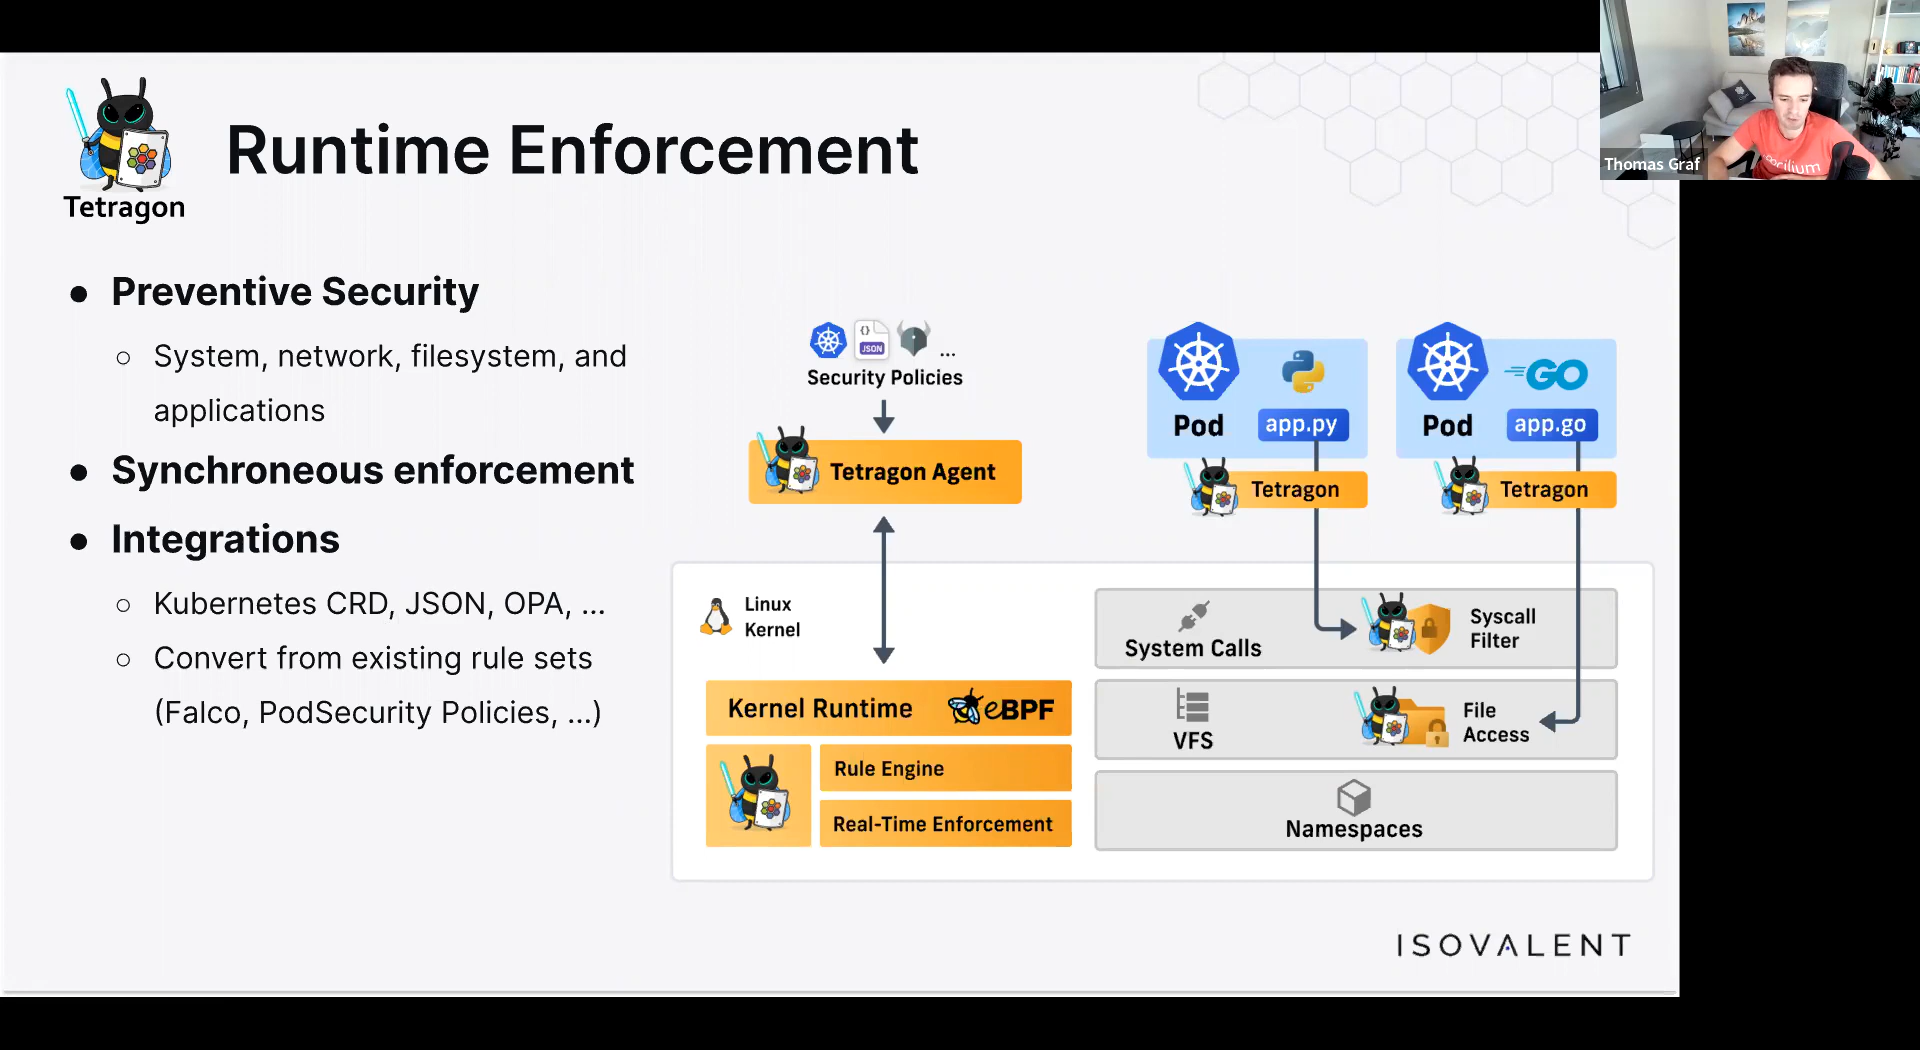 Tetragon
Runtime Enforcement
Thomas Graf
Preventive Security
System, network, filesystem, and
applications
Synchroneous enforcement
Integrations
Kubernetes CRD, JSON, OPA, ...
Convert from existing rule sets
(Falco, PodSecurity Policies, ...)
{}
JSON
...
Security Policies
Tetragon Agent
Pod
app.py
Tetragon
Pod
GO
app.go
Tetragon
Linux
Kernel
Kernel Runtime
eBPF
Rule Engine
Real-Time Enforcement
System Calls
Syscall
Filter
VFS
File
Access
Namespaces
ISOVALENT